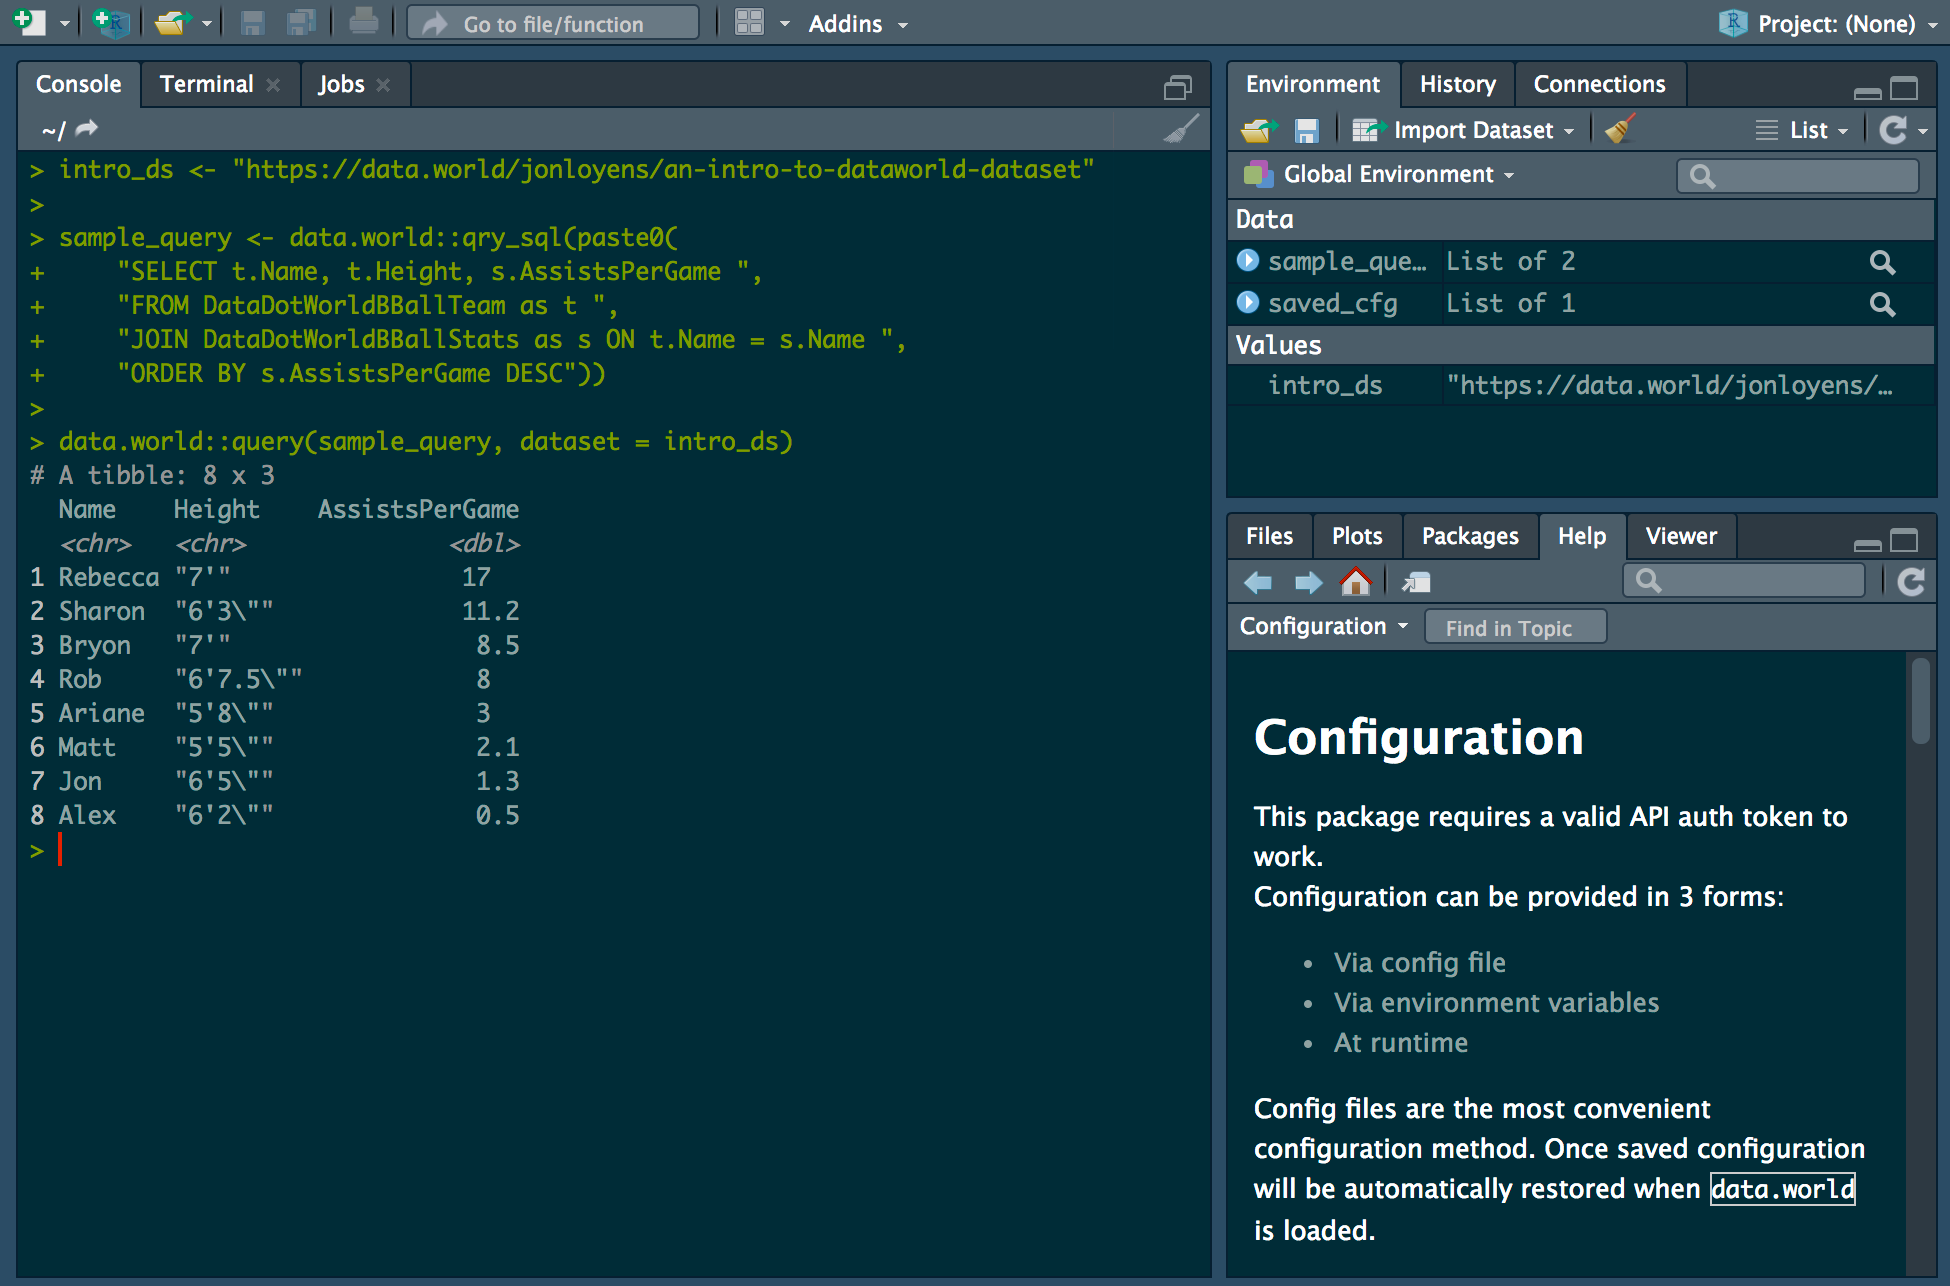 Go to file/function
Addins
Project: (None)
Console
Terminal
Jobs
~/
> intro_ds <- "https://data.world/jonloyens/an-intro-to-dataworld-dataset"
>
> sample_query <- data.world::qry_sql(paste0(
+     "SELECT t.Name, t.Height, s.AssistsPerGame ",
+     "FROM DataDotWorldBBallTeam as t ",
+     "JOIN DataDotWorldBBallStats as s ON t.Name = s.Name ",
+     "ORDER BY s.AssistsPerGame DESC"))
>
> data.world::query(sample_query, dataset = intro_ds)
# A tibble: 8 x 3
  Name    Height    AssistsPerGame
  <chr>   <chr>              <dbl>
1 Rebecca "7'"                17
2 Sharon  "6'3\""             11.2
3 Bryon   "7'"                 8.5
4 Rob     "6'7.5\""            8
5 Ariane  "5'8\""              3
6 Matt    "5'5\""              2.1
7 Jon     "6'5\""              1.3
8 Alex    "6'2\""              0.5
>
Environment
History
Connections
Import Dataset
List
Global Environment
Data
sample_que… List of 2
saved_cfg List of 1
Values
intro_ds "https://data.world/jonloyens/…
Files
Plots
Packages
Help
Viewer
Configuration
Find in Topic
R
R
Configuration
This package requires a valid API auth token to
work.
Configuration can be provided in 3 forms:
• Via config file
• Via environment variables
• At runtime
Config files are the most convenient
configuration method. Once saved configuration
will be automatically restored when data.world
is loaded.